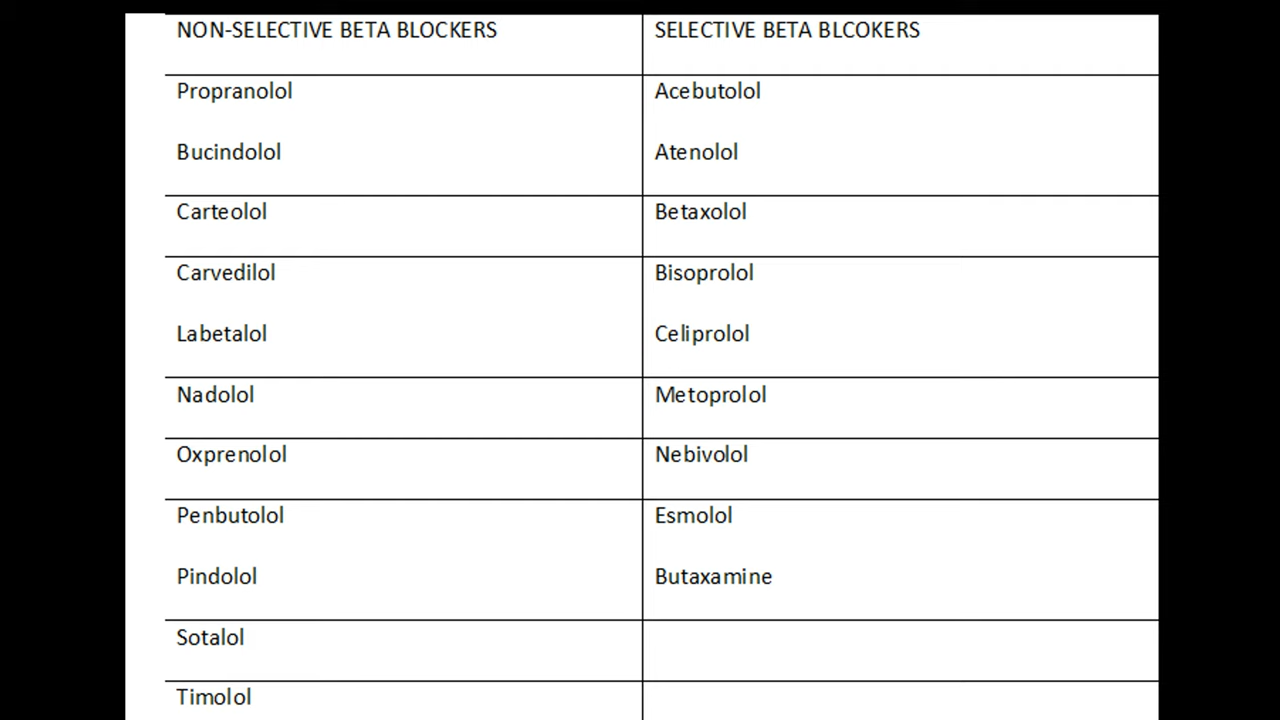 NON-SELECTIVE BETA BLOCKERS SELECTIVE BETA BLCOKERS
Propranolol Acebutolol
Bucindolol Atenolol
Carteolol Betaxolol
Carvedilol Bisoprolol
Labetalol Celiprolol
Nadolol Metoprolol
Oxprenolol Nebivolol
Penbutolol Esmolol
Pindolol Butaxamine
Sotalol
Timolol